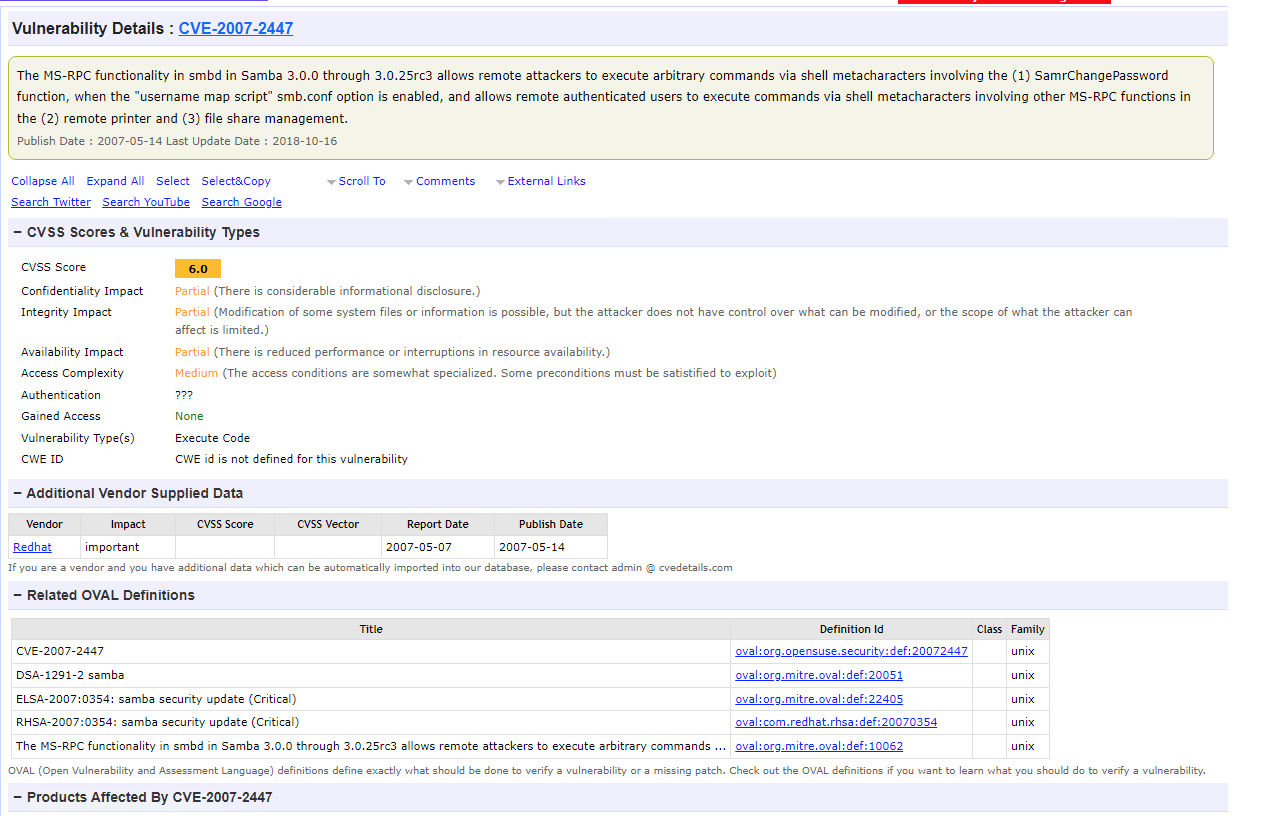 Vulnerability Details : CVE-2007-2447
The MS-RPC functionality in smbd in Samba 3.0.0 through 3.0.25rc3 allows remote attackers to execute arbitrary commands via shell metacharacters involving the (1) SamrChangePassword
function, when the "username map script" smb.conf option is enabled, and allows remote authenticated users to execute commands via shell metacharacters involving other MS-RPC functions in
the (2) remote printer and (3) file share management.
Publish Date : 2007-05-14 Last Update Date : 2018-10-16
Collapse All Expand All Select Select&Copy Scroll To Comments External Links
Search Twitter Search YouTube Search Google
− CVSS Scores & Vulnerability Types
CVSS Score 6.0
Confidentiality Impact Partial (There is considerable informational disclosure.)
Integrity Impact Partial (Modification of some system files or information is possible, but the attacker does not have control over what can be modified, or the scope of what the attacker can
affect is limited.)
Availability Impact Partial (There is reduced performance or interruptions in resource availability.)
Access Complexity Medium (The access conditions are somewhat specialized. Some preconditions must be satistified to exploit)
Authentication ???
Gained Access None
Vulnerability Type(s) Execute Code
CWE ID CWE id is not defined for this vulnerability
− Additional Vendor Supplied Data
Vendor Impact CVSS Score CVSS Vector Report Date Publish Date
Redhat important 2007-05-07 2007-05-14
If you are a vendor and you have additional data which can be automatically imported into our database, please contact admin @ cvedetails.com
− Related OVAL Definitions
Title Definition Id Class Family
CVE-2007-2447 oval:org.opensuse.security:def:20072447 unix
DSA-1291-2 samba oval:org.mitre.oval:def:20051 unix
ELSA-2007:0354: samba security update (Critical) oval:org.mitre.oval:def:22405 unix
RHSA-2007:0354: samba security update (Critical) oval:com.redhat.rhsa:def:20070354 unix
The MS-RPC functionality in smbd in Samba 3.0.0 through 3.0.25rc3 allows remote attackers to execute arbitrary commands ... oval:org.mitre.oval:def:10062 unix
OVAL (Open Vulnerability and Assessment Language) definitions define exactly what should be done to verify a vulnerability or a missing patch. Check out the OVAL definitions if you want to learn what you should do to verify a vulnerability.
− Products Affected By CVE-2007-2447